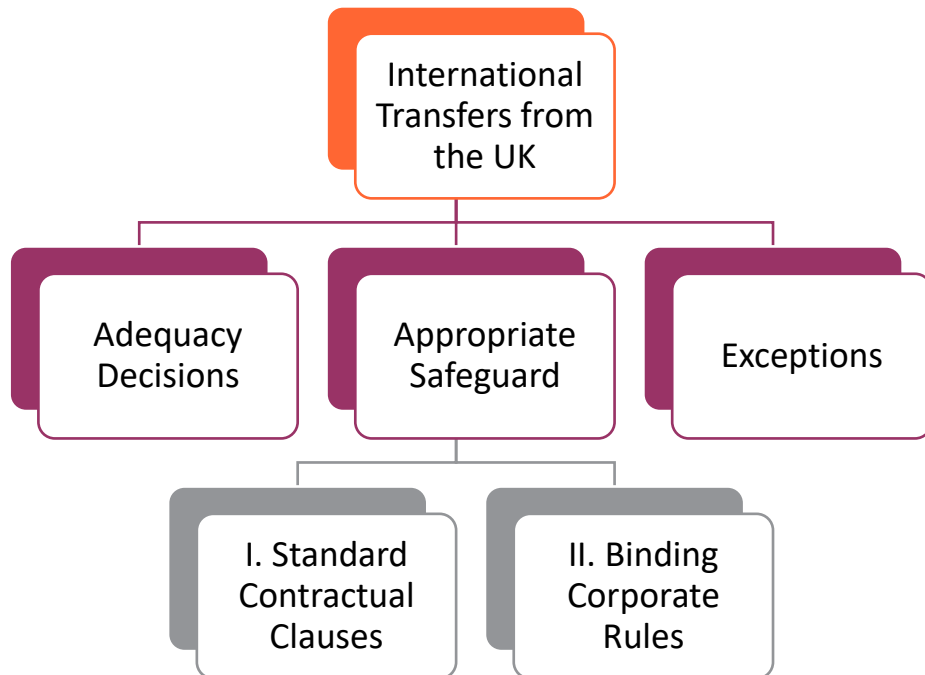 International
Transfers from
the UK
Adequacy
Decisions
Appropriate
Safeguard
Exceptions
I. Standard
Contractual
Clauses
II. Binding
Corporate
Rules